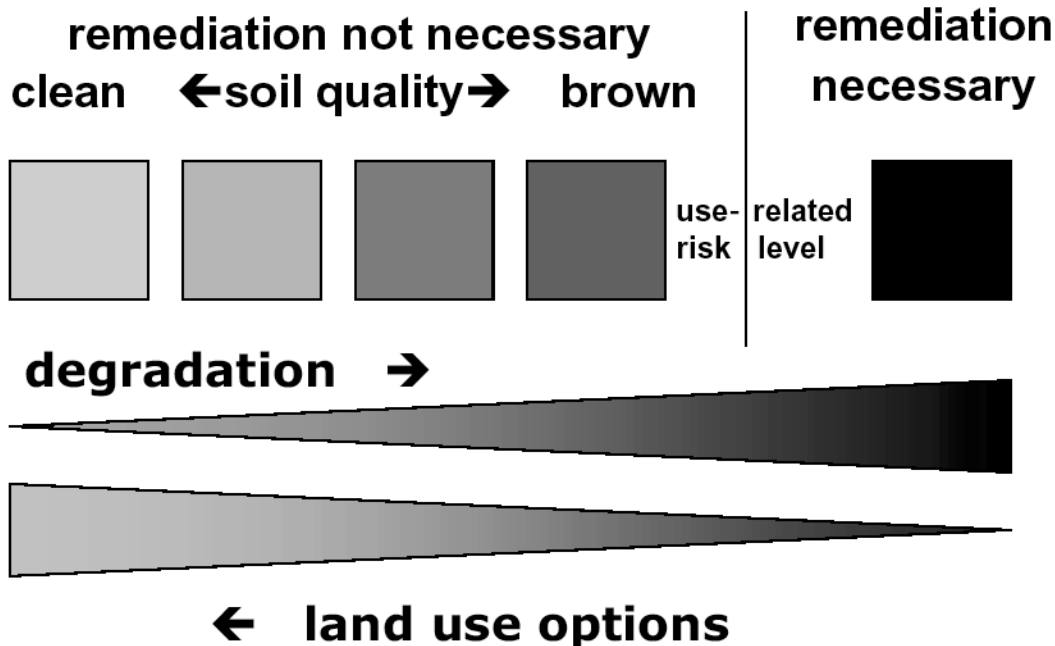 remediation not necessary
clean ←soil quality→ brown
remediation
necessary
use- related
risk level
degradation →
← land use options